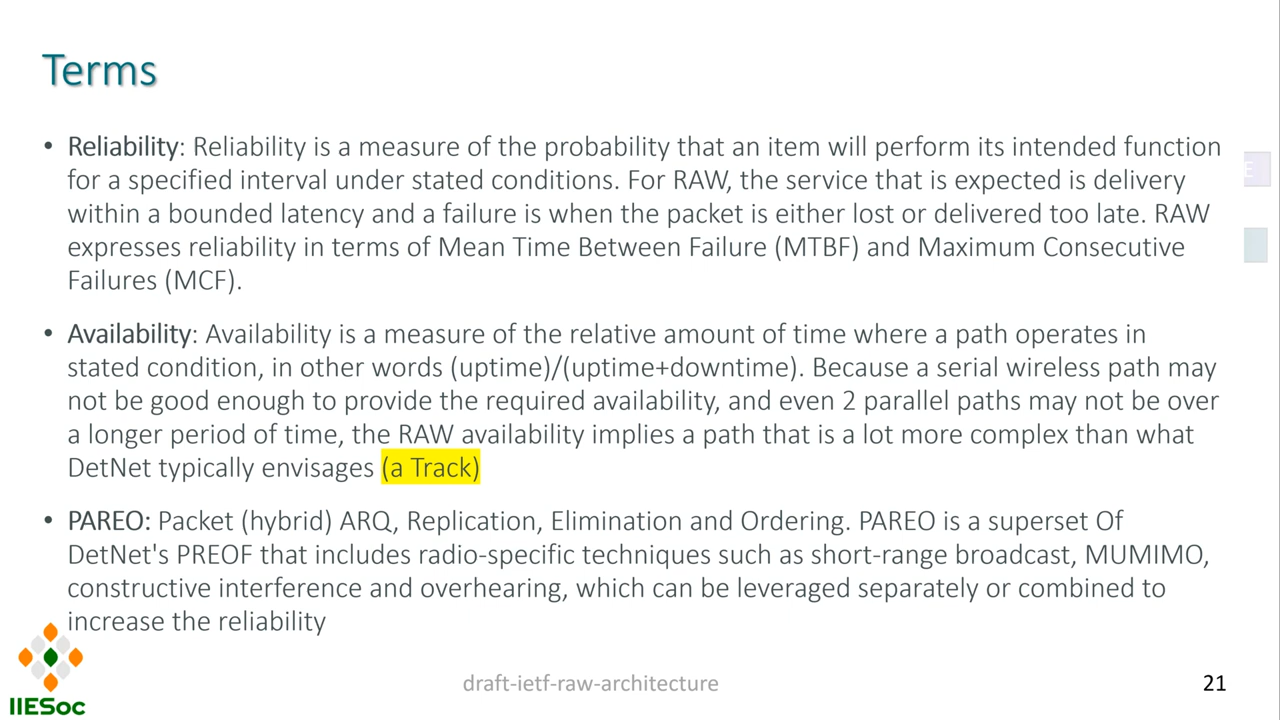 Terms
• Reliability: Reliability is a measure of the probability that an item will perform its intended function
for a specified interval under stated conditions. For RAW, the service that is expected is delivery
within a bounded latency and a failure is when the packet is either lost or delivered too late. RAW
expresses reliability in terms of Mean Time Between Failure (MTBF) and Maximum Consecutive
Failures (MCF).
• Availability: Availability is a measure of the relative amount of time where a path operates in
stated condition, in other words (uptime)/(uptime+downtime). Because a serial wireless path may
not be good enough to provide the required availability, and even 2 parallel paths may not be over
a longer period of time, the RAW availability implies a path that is a lot more complex than what
DetNet typically envisages (a Track)
• PAREO: Packet (hybrid) ARQ, Replication, Elimination and Ordering. PAREO is a superset Of
DetNet's PREOF that includes radio-specific techniques such as short-range broadcast, MUMIMO,
constructive interference and overhearing, which can be leveraged separately or combined to
increase the reliability
E
IIESoc
draft-ietf-raw-architecture
21